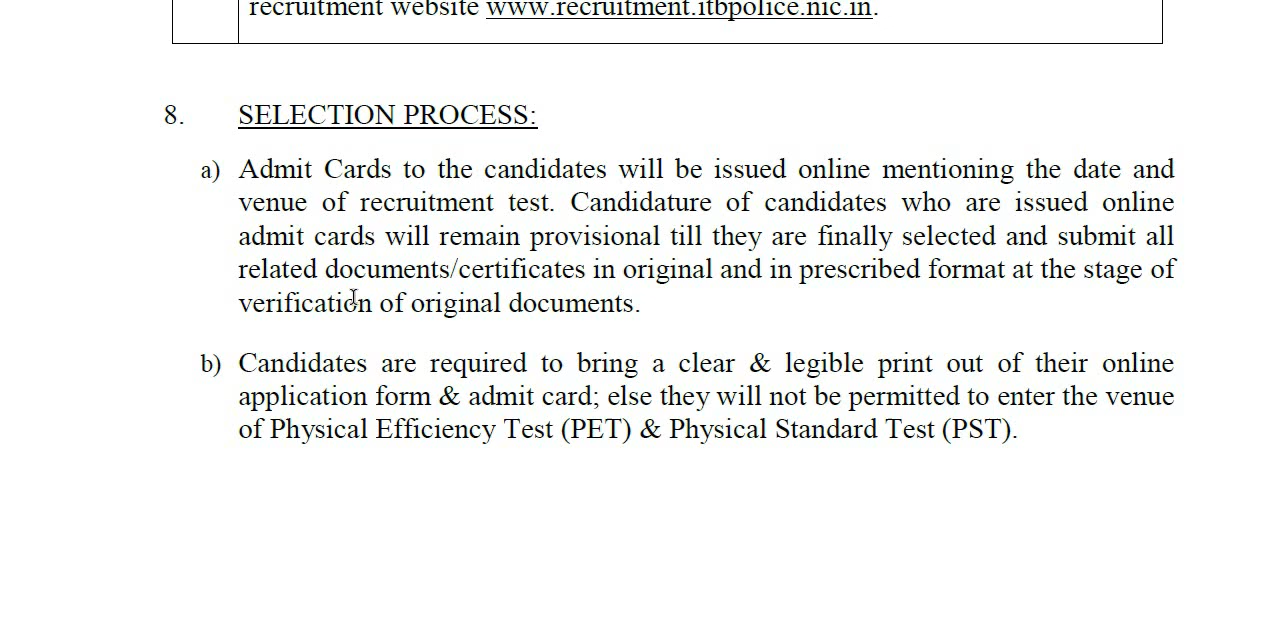 recruitment website www.recruitment.itbpolice.nic.in.
8. SELECTION PROCESS:
a) Admit Cards to the candidates will be issued online mentioning the date and
venue of recruitment test. Candidature of candidates who are issued online
admit cards will remain provisional till they are finally selected and submit all
related documents/certificates in original and in prescribed format at the stage of
verification of original documents.
b) Candidates are required to bring a clear & legible print out of their online
application form & admit card; else they will not be permitted to enter the venue
of Physical Efficiency Test (PET) & Physical Standard Test (PST).